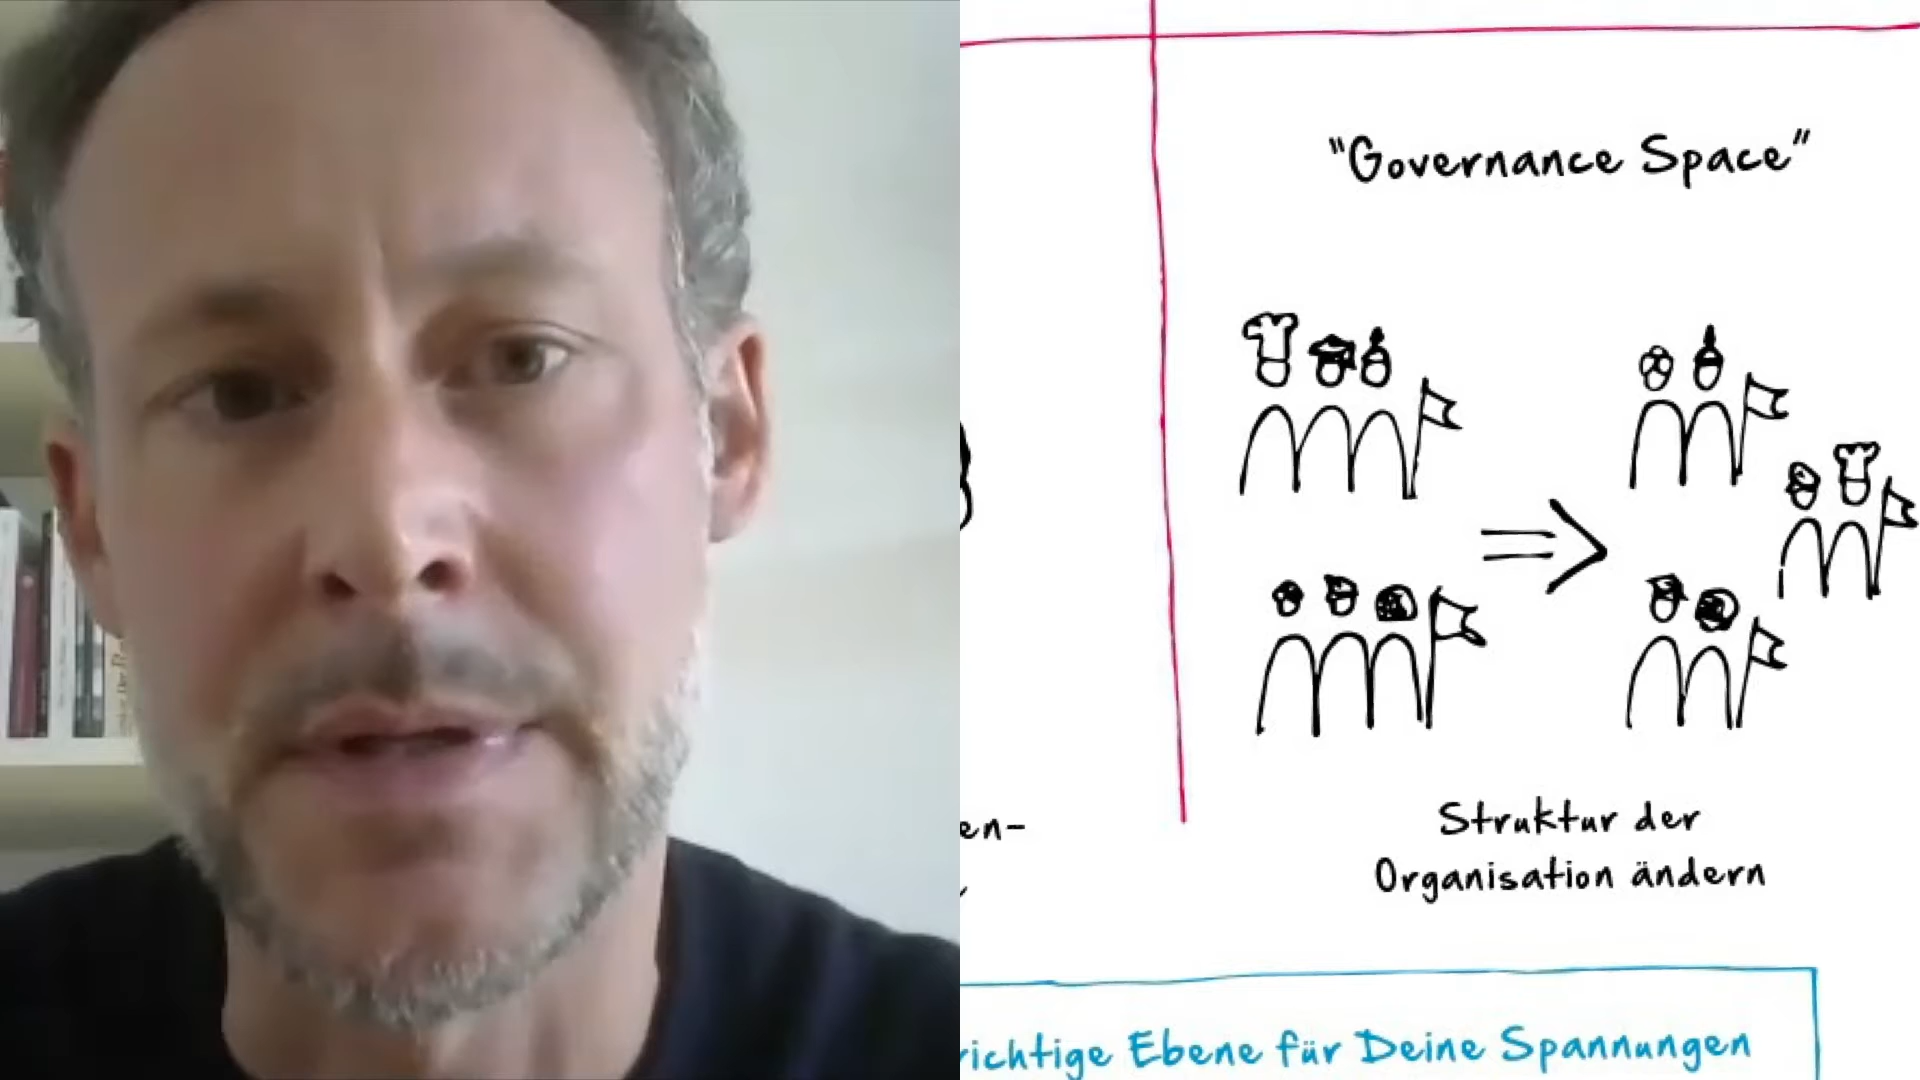 "Governance Space"
en-
Struktur der
Organisation ändern
richtige Ebene für Deine Spannungen